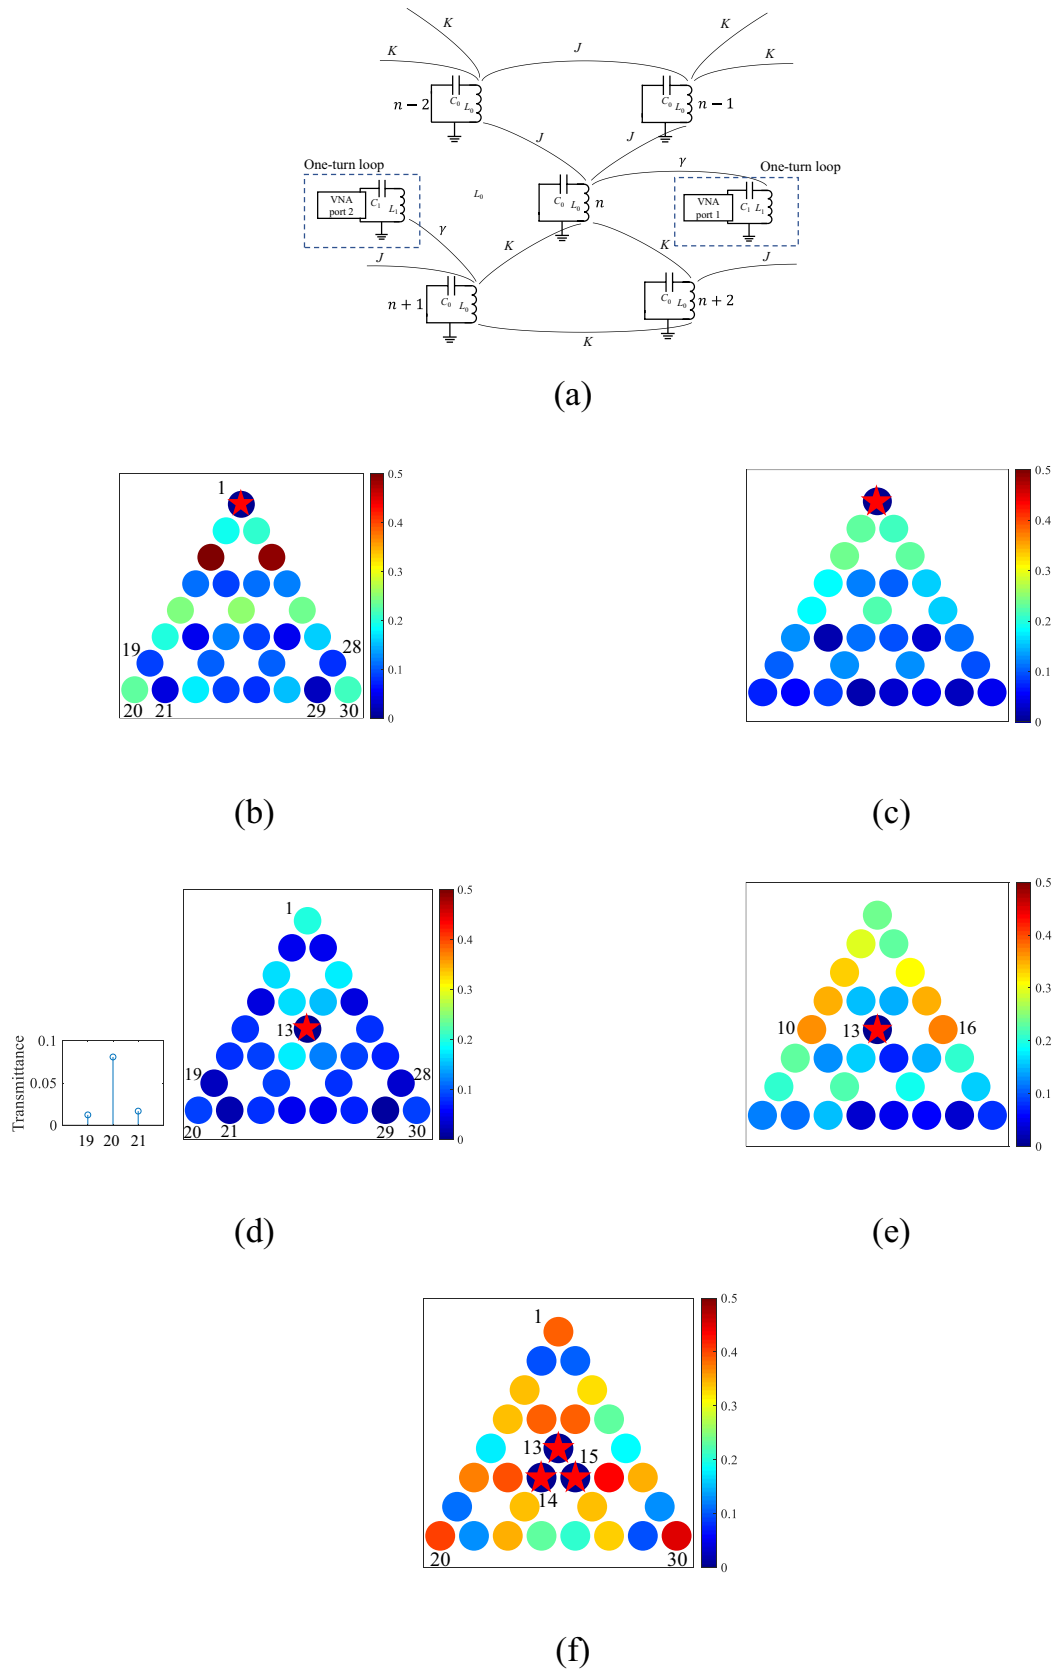 K K
K J K
n − 2 C0 L0 C0 L0 n − 1
J J
One-turn loop γ One-turn loop
VNA port 2 C1 L1 L0 C0 L0 n VNA port 1 C1 L1
γ K K
J J
n + 1 C0 L0 C0 L0 n + 2
K
(a)
1
19 28
20 21 29 30
0.5
0.4
0.3
0.2
0.1
0
0.5
0.4
0.3
0.2
0.1
0
(b) (c)
Transmittance
0.1
0.05
0
19 20 21
1
13
19 28
20 21 29 30
0.5
0.4
0.3
0.2
0.1
0
10 13 16
0.5
0.4
0.3
0.2
0.1
0
(d) (e)
1
13 15
14
20 30
0.5
0.4
0.3
0.2
0.1
0
(f)